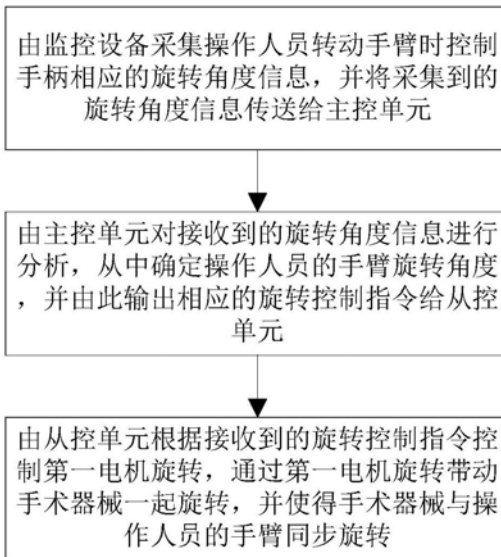 由监控设备采集操作人员转动手臂时控制
手柄相应的旋转角度信息，并将采集到的
旋转角度信息传送给主控单元
由主控单元对接收到的旋转角度信息进行
分析，从中确定操作人员的手臂旋转角度
，并由此输出相应的旋转控制指令给从控
单元
由从控单元根据接收到的旋转控制指令控
制第一电机旋转，通过第一电机旋转带动
手术器械一起旋转，并使得手术器械与操
作人员的手臂同步旋转